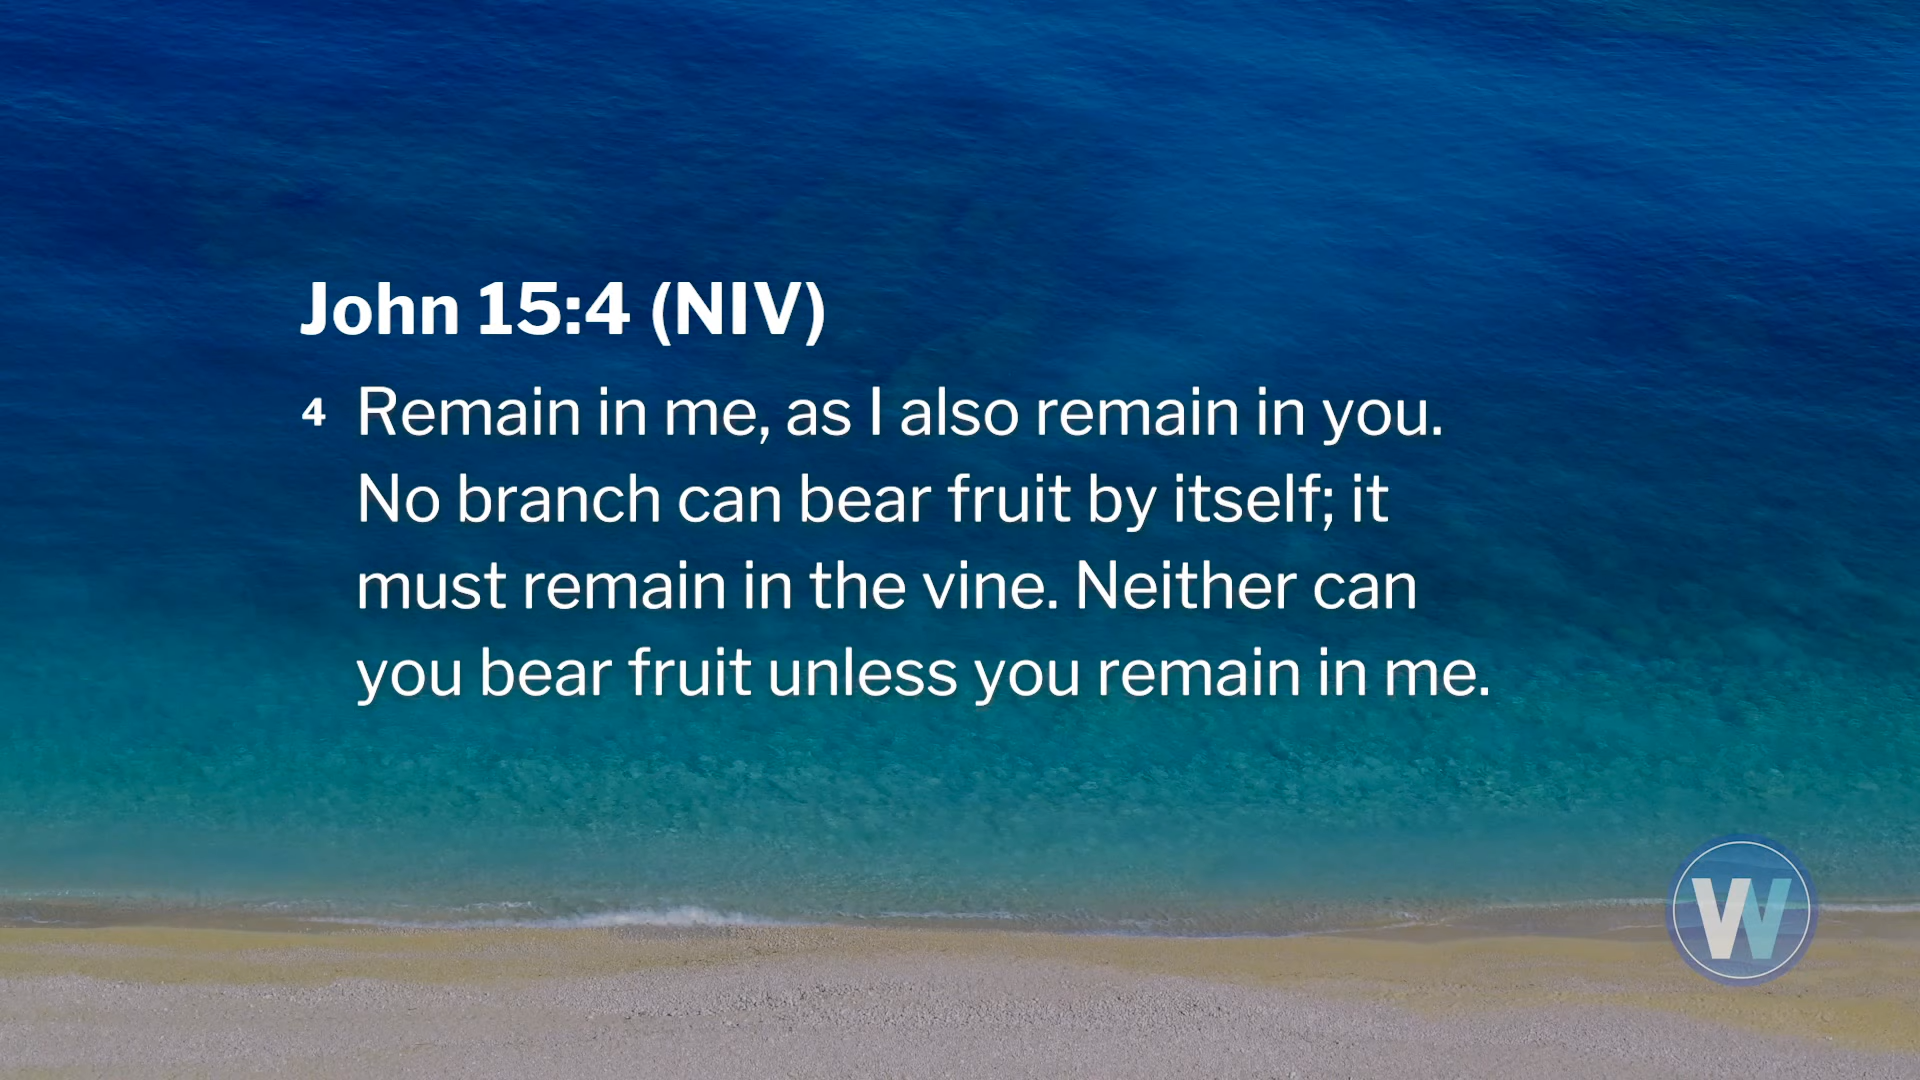 John 15:4 (NIV)
4 Remain in me, as I also remain in you.
No branch can bear fruit by itself; it
must remain in the vine. Neither can
you bear fruit unless you remain in me.
W